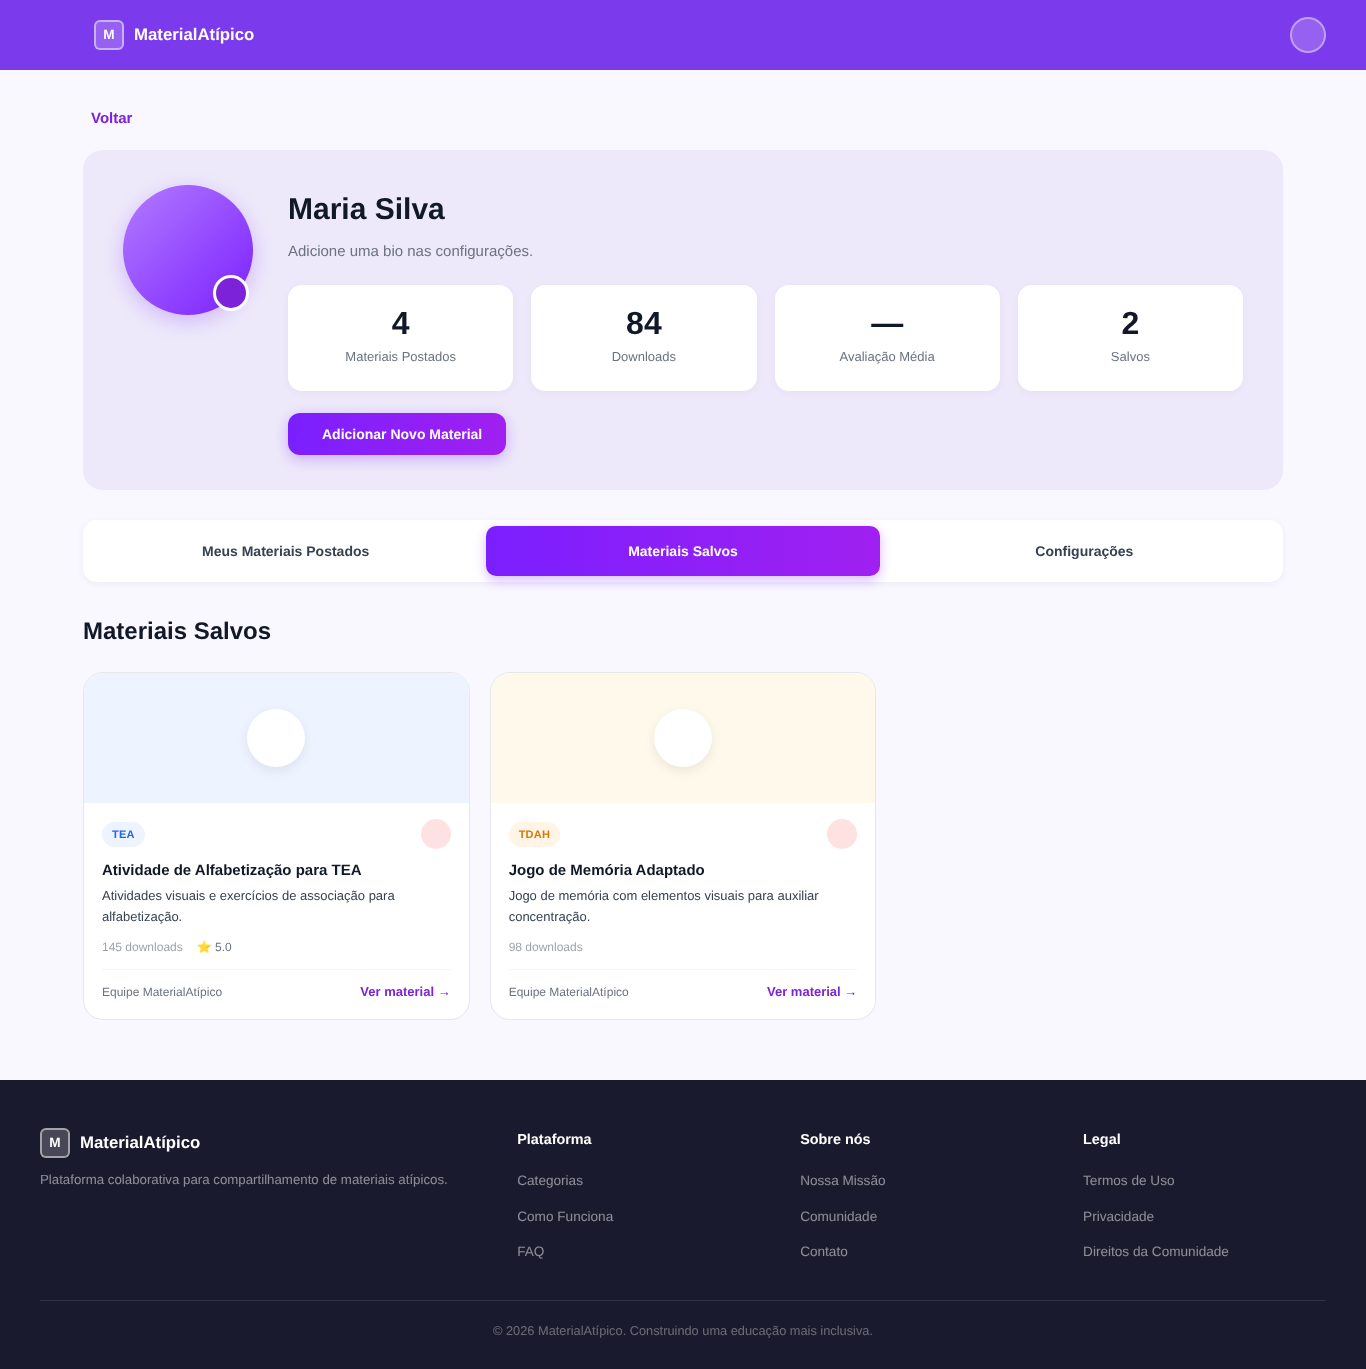 M MaterialAtípico
Voltar
Maria Silva
Adicione uma bio nas configurações.
4
Materiais Postados
84
Downloads
—
Avaliação Média
2
Salvos
Adicionar Novo Material
Meus Materiais Postados
Materiais Salvos
Configurações
Materiais Salvos
TEA
Atividade de Alfabetização para TEA
Atividades visuais e exercícios de associação para
alfabetização.
145 downloads ⭐ 5.0
Equipe MaterialAtípico
Ver material →
TDAH
Jogo de Memória Adaptado
Jogo de memória com elementos visuais para auxiliar
concentração.
98 downloads
Equipe MaterialAtípico
Ver material →
M MaterialAtípico
Plataforma colaborativa para compartilhamento de materiais atípicos.
Plataforma
Categorias
Como Funciona
FAQ
Sobre nós
Nossa Missão
Comunidade
Contato
Legal
Termos de Uso
Privacidade
Direitos da Comunidade
© 2026 MaterialAtípico. Construindo uma educação mais inclusiva.